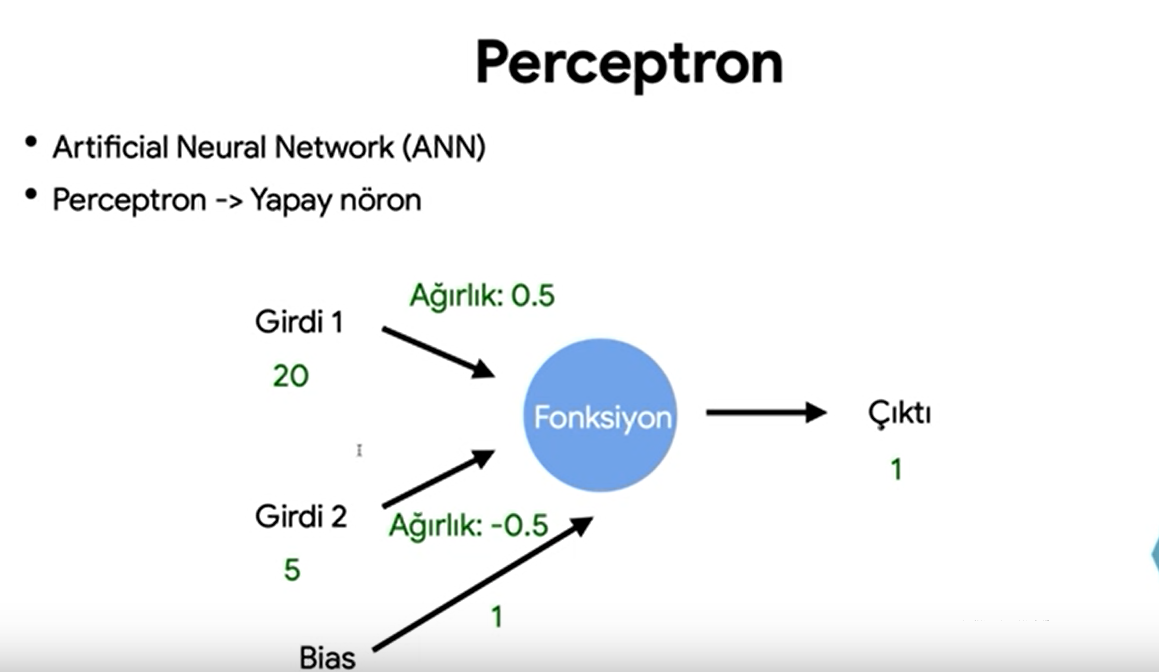 Perceptron
• Artificial Neural Network (ANN)
• Perceptron -> Yapay nöron
Ağırlık: 0.5
Girdi 1
20
Fonksiyon
Çıktı
1
Girdi 2
Ağırlık: -0.5
5
1
Bias